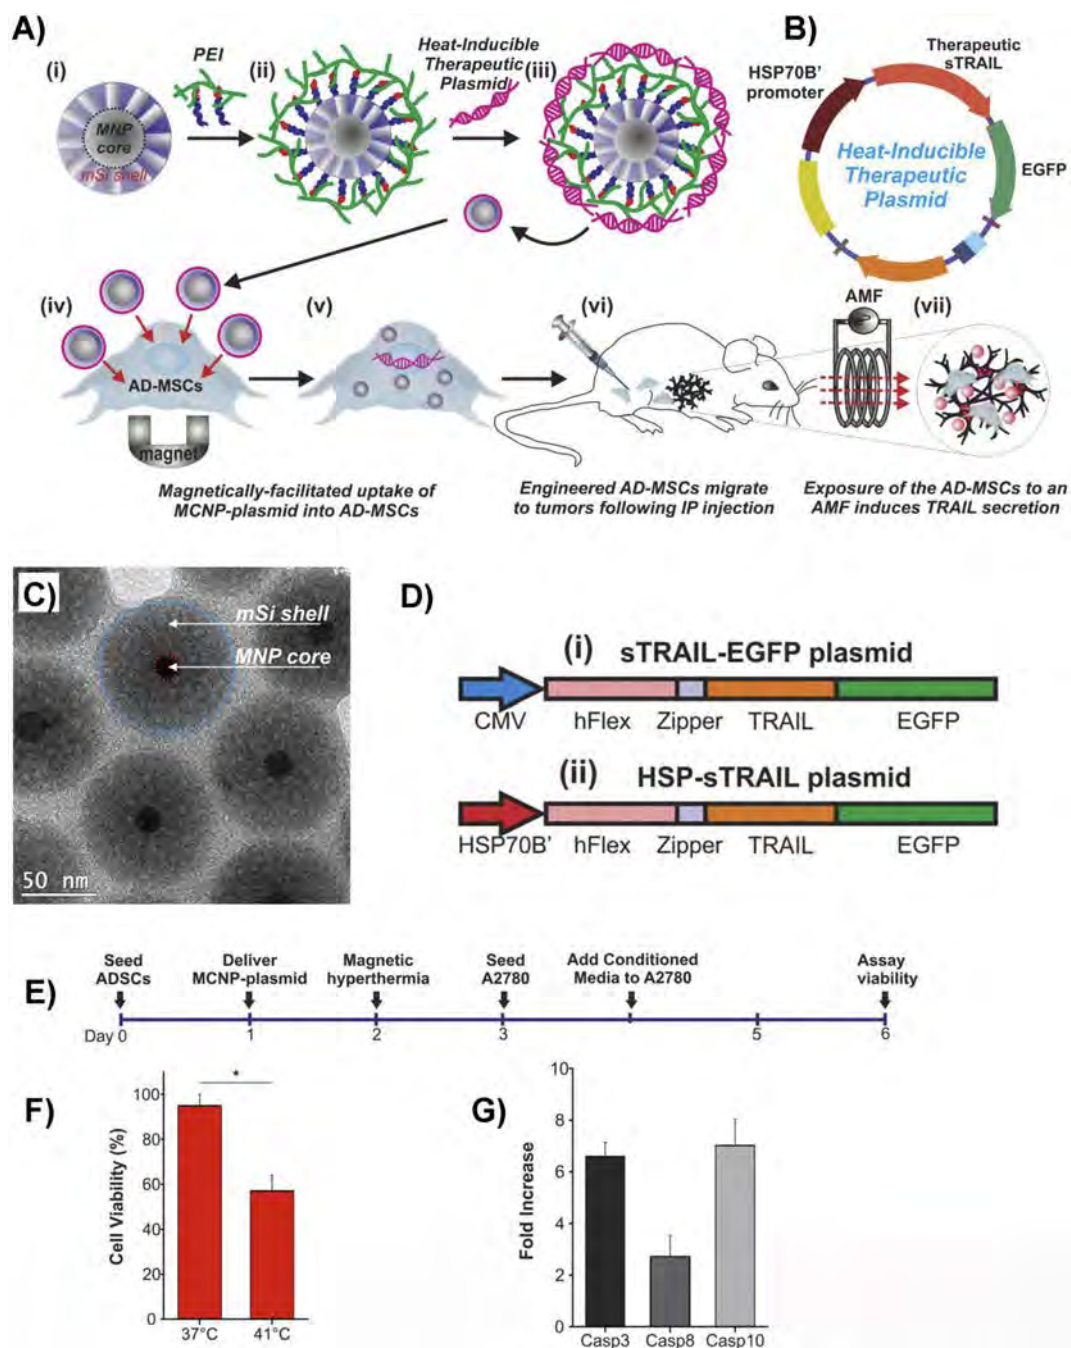 A)
B)
PEI
Heat-Inducible
Therapeutic
Plasmid
(i)
(ii)
(iii)
MNP
core
mSi shell
HSP70B'
promoter
Therapeutic
sTRAIL
EGFP
Heat-Inducible
Therapeutic
Plasmid
(iv)
(v)
(vi)
AMF
(vii)
AD-MSCs
magnet
Magnetically-facilitated uptake of
MCNP-plasmid into AD-MSCs
Engineered AD-MSCs migrate
to tumors following IP injection
Exposure of the AD-MSCs to an
AMF induces TRAIL secretion
C)
mSi shell
MNP core
50 nm
D)
(i) sTRAIL-EGFP plasmid
CMV hFlex Zipper TRAIL EGFP
(ii) HSP-sTRAIL plasmid
HSP70B' hFlex Zipper TRAIL EGFP
E)
Seed
ADSCs
Deliver
MCNP-plasmid
Magnetic
hyperthermia
Seed
A2780
Add Conditioned
Media to A2780
Assay
viability
Day 0 1 2 3 5 6
F)
Cell Viability (%)
100
80
60
40
20
0
*
37°C 41°C
G)
Fold Increase
10
8
6
4
2
0
Casp3 Casp8 Casp10